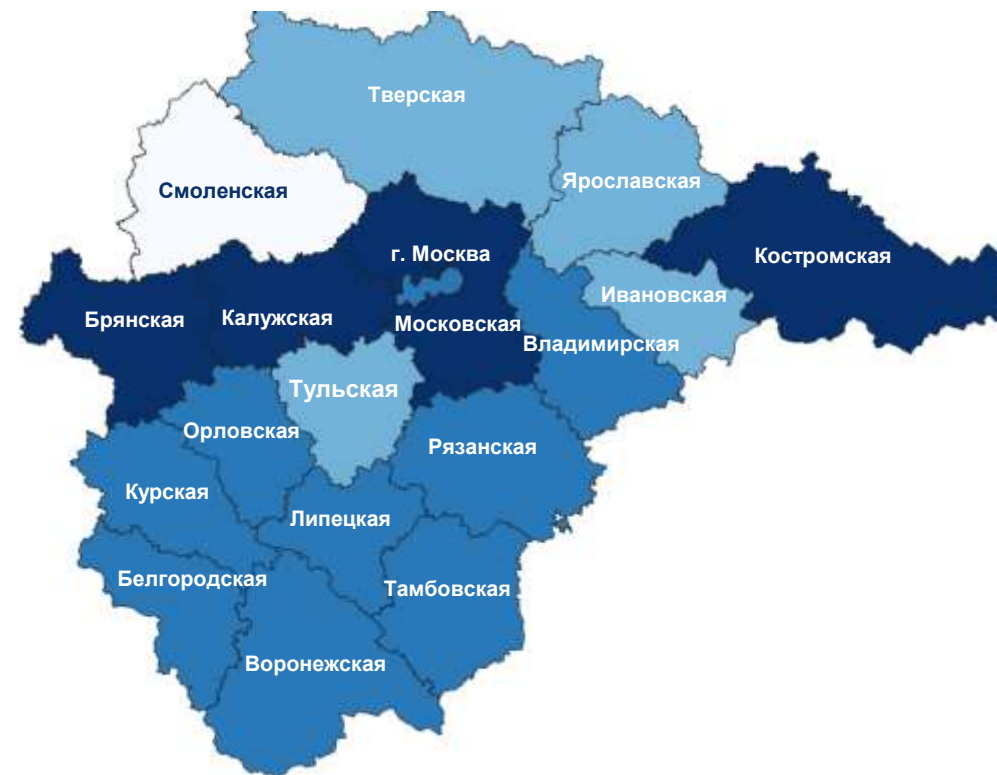 Тверская
Ярославская
Смоленская
г. Москва
Костромская
Ивановская
Брянская
Калужская
Московская
Владимирская
Тульская
Орловская
Рязанская
Курская
Липецкая
Белгородская
Тамбовская
Воронежская